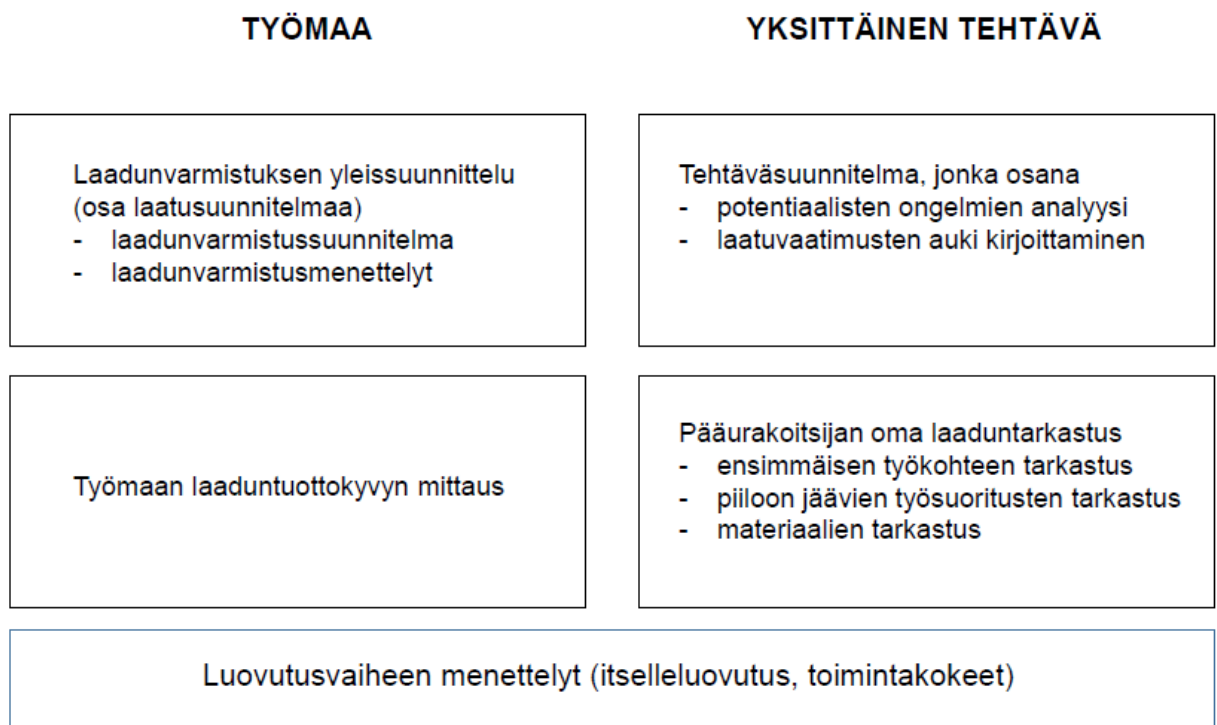 TYÖMAA
YKSITTÄINEN TEHTÄVÄ
Laadunvarmistuksen yleissuunnittelu
(osa laatusuunnitelmaa)
- laadunvarmistussuunnitelma
- laadunvarmistusmenettelyt
Tehtäväsuunnitelma, jonka osana
- potentiaalisten ongelmien analyysi
- laatuvaatimusten auki kirjoittaminen
Työmaan laaduntuottokyvyn mittaus
Pääurakoitsijan oma laaduntarkastus
- ensimmäisen työkohteen tarkastus
- piiloon jäävien työsuoritusten tarkastus
- materiaalien tarkastus
Luovutusvaiheen menettelyt (itselleluovutus, toimintakokeet)